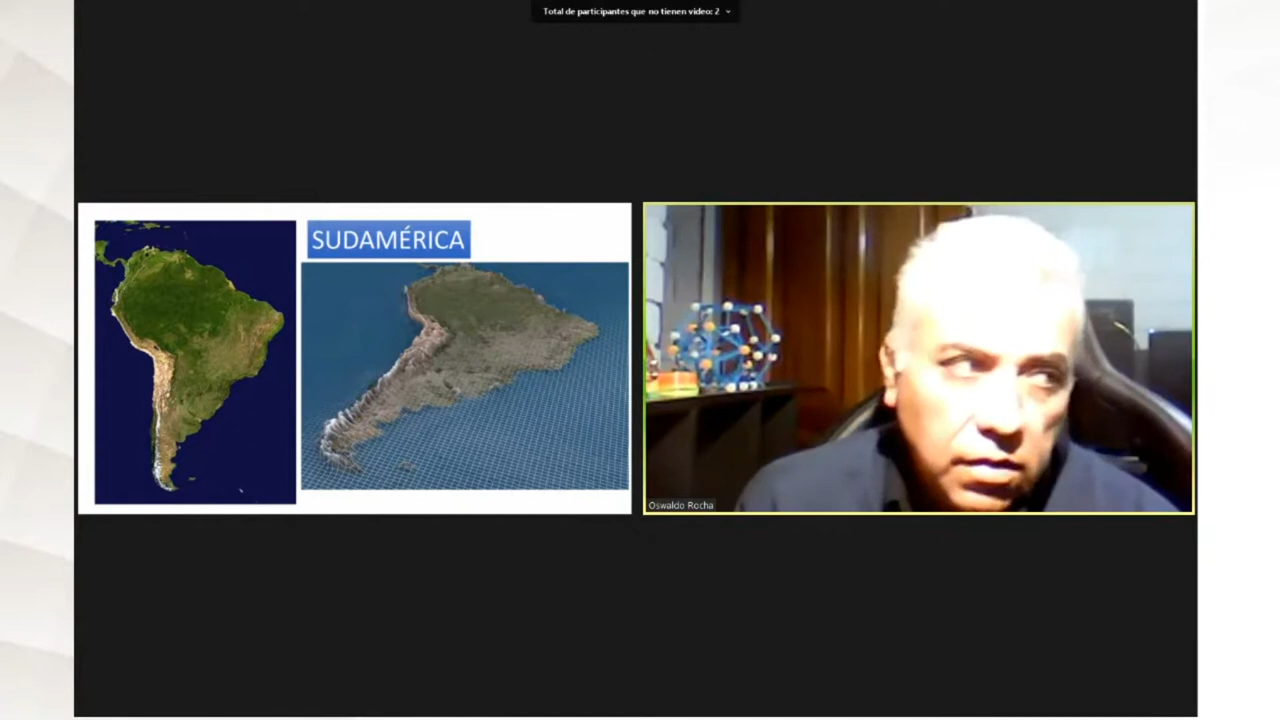 Total de participantes que no tienen video: 2
SUDAMÉRICA
Oswaldo Rocha